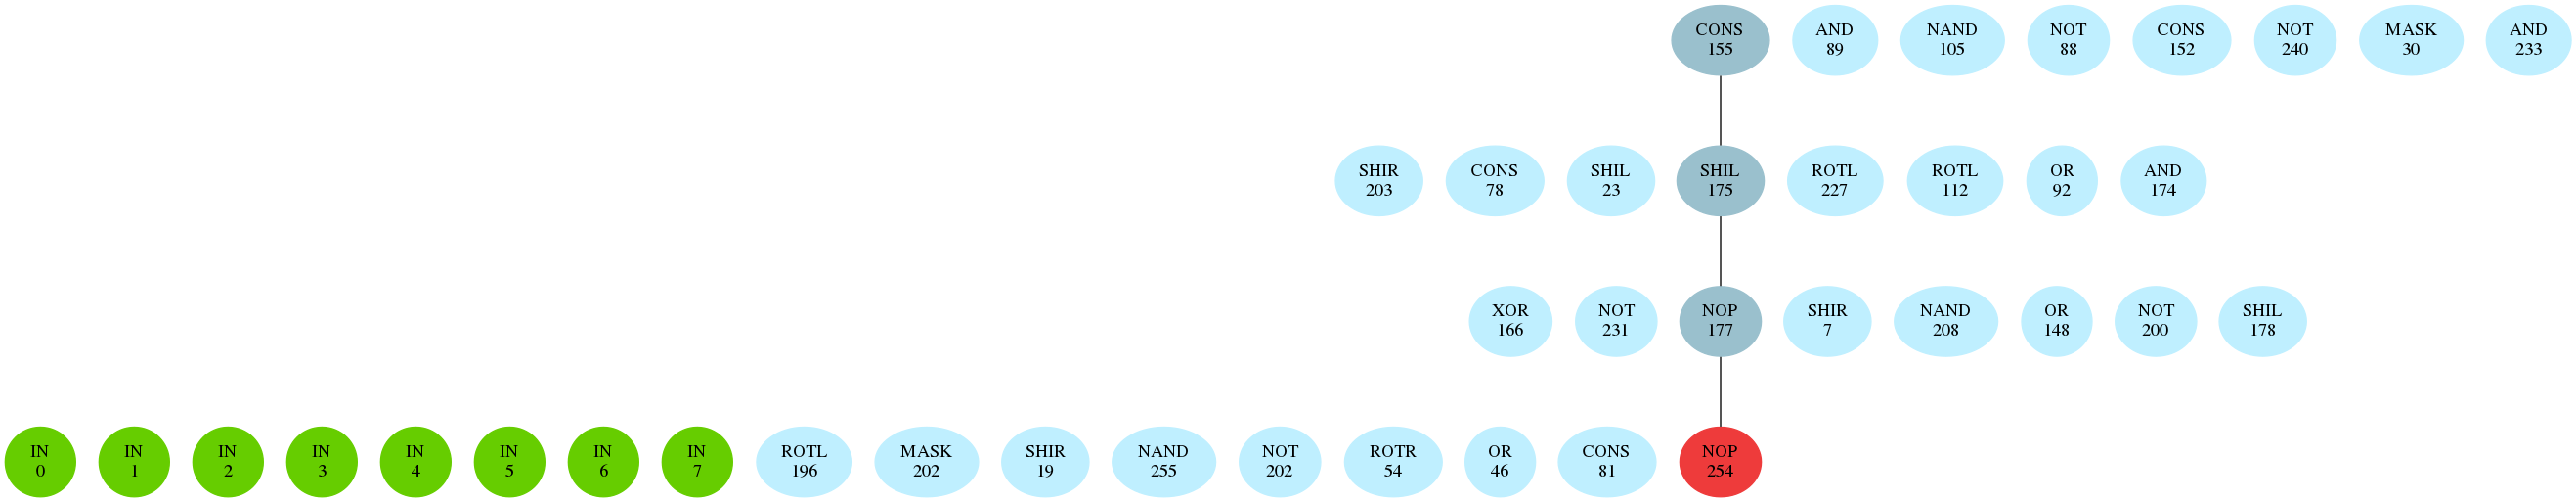 CONS
155
AND
89
NAND
105
NOT
88
CONS
152
NOT
240
MASK
30
AND
233
SHIR
203
CONS
78
SHIL
23
SHIL
175
ROTL
227
ROTL
112
OR
92
AND
174
XOR
166
NOT
231
NOP
177
SHIR
7
NAND
208
OR
148
NOT
200
SHIL
178
IN
0
IN
1
IN
2
IN
3
IN
4
IN
5
IN
6
IN
7
ROTL
196
MASK
202
SHIR
19
NAND
255
NOT
202
ROTR
54
OR
46
CONS
81
NOP
254